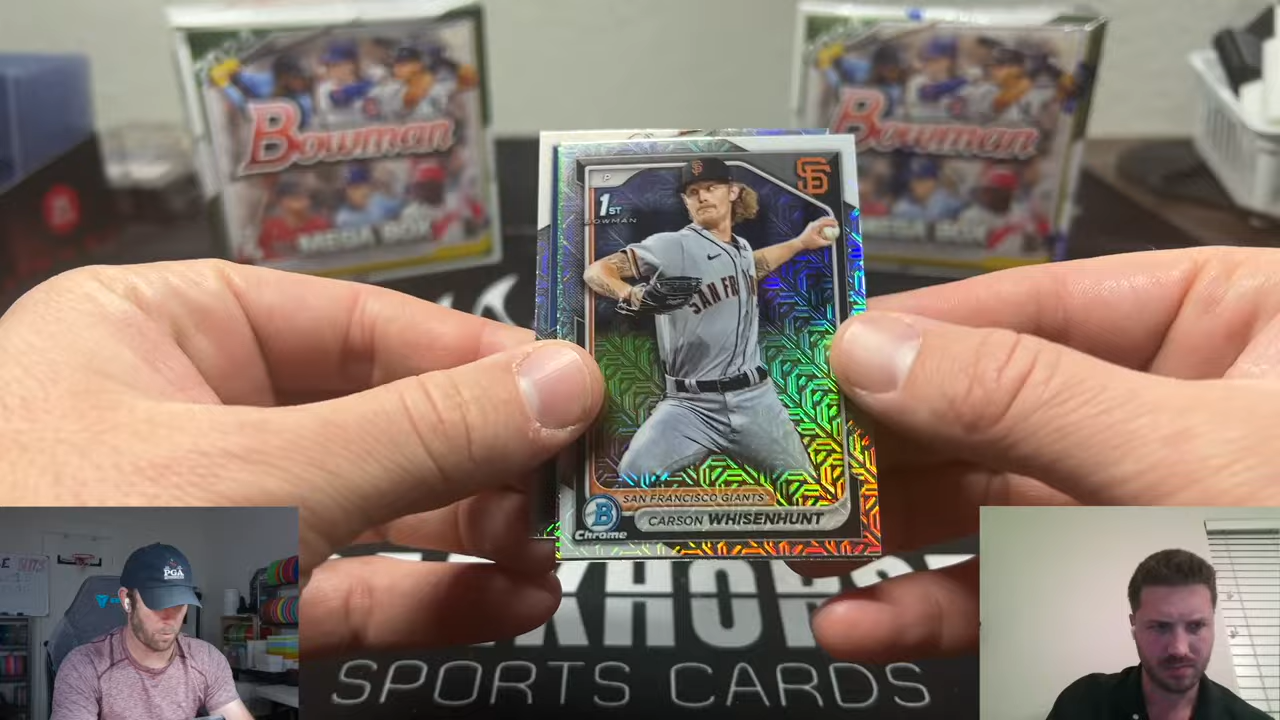 Bowman
MEGA BOX
Bowman
MEGA BOX
P
1ST
BOWMAN
SF
SF
SAN FR
SAN FRANCISCO GIANTS
CARSON WHISENHUNT
B
Chrome
PGA
SPORTS CARDS